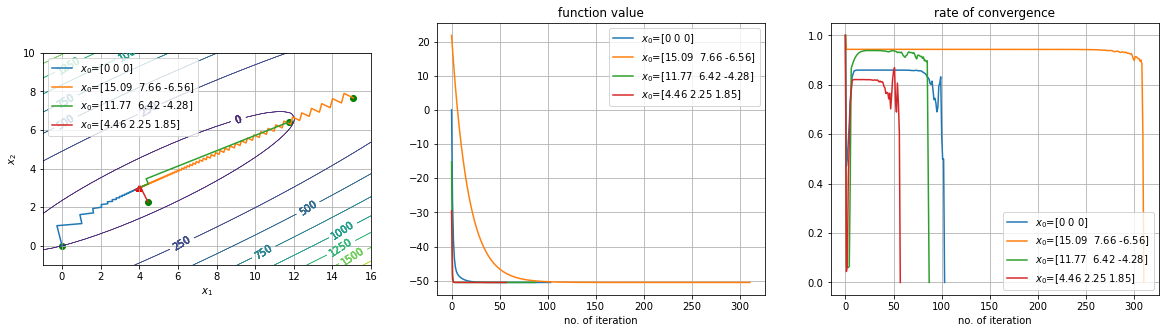 10
8
6
4
2
0
x₂
0 2 4 6 8 10 12 14 16
x₁
x₀=[0 0 0]
x₀=[15.09 7.66 -6.56]
x₀=[11.77 6.42 -4.28]
x₀=[4.46 2.25 1.85]
0
250
500
750
1000
1250
1500
function value
20
10
0
−10
−20
−30
−40
−50
0 50 100 150 200 250 300
no. of iteration
x₀=[0 0 0]
x₀=[15.09 7.66 -6.56]
x₀=[11.77 6.42 -4.28]
x₀=[4.46 2.25 1.85]
rate of convergence
1.0
0.8
0.6
0.4
0.2
0.0
0 50 100 150 200 250 300
no. of iteration
x₀=[0 0 0]
x₀=[15.09 7.66 -6.56]
x₀=[11.77 6.42 -4.28]
x₀=[4.46 2.25 1.85]